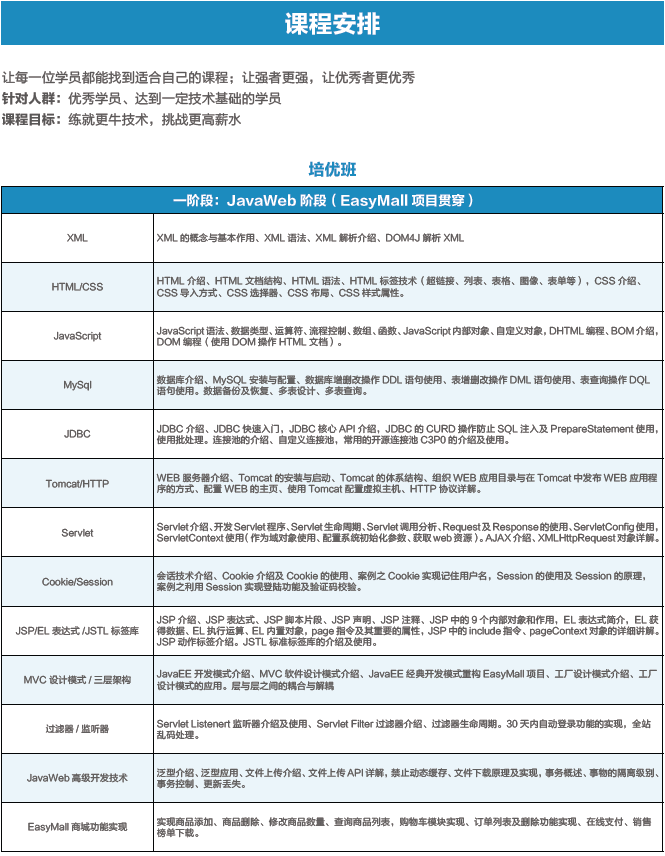 课程安排
让每一位学员都能找到适合自己的课程；让强者更强，让优秀者更优秀
针对人群：优秀学员、达到一定技术基础的学员
课程目标：练就更牛技术，挑战更高薪水
培优班
一阶段：JavaWeb 阶段（EasyMall 项目贯穿）
XML
XML 的概念与基本作用、XML 语法、XML 解析介绍、DOM4J 解析 XML
HTML/CSS
HTML 介绍、HTML 文档结构、HTML 语法、HTML 标签技术（超链接、列表、表格、图像、表单等），CSS 介绍、
CSS 导入方式、CSS 选择器、CSS 布局、CSS 样式属性。
JavaScript
JavaScript 语法、数据类型、运算符、流程控制、数组、函数、JavaScript 内部对象、自定义对象，DHTML 编程、BOM 介绍，
DOM 编程（使用 DOM 操作 HTML 文档）。
MySql
数据库介绍、MySQL 安装与配置、数据库增删改操作 DDL 语句使用、表增删改操作 DML 语句使用、表查询操作 DQL
语句使用。数据备份及恢复、多表设计、多表查询。
JDBC
JDBC 介绍、JDBC 快速入门，JDBC 核心 API 介绍，JDBC 的 CURD 操作防止 SQL 注入及 PrepareStatement 使用，
使用批处理。连接池的介绍、自定义连接池，常用的开源连接池 C3P0 的介绍及使用。
Tomcat/HTTP
WEB 服务器介绍、Tomcat 的安装与启动、Tomcat 的体系结构、组织 WEB 应用目录与在 Tomcat 中发布 WEB 应用程
序的方式、配置 WEB 的主页、使用 Tomcat 配置虚拟主机、HTTP 协议详解。
Servlet
Servlet 介绍、开发 Servlet 程序、Servlet 生命周期、Servlet 调用分析、Request 及 Response 的使用、ServletConfig 使用，
ServletContext 使用（作为域对象使用、配置系统初始化参数、获取 web 资源）。AJAX 介绍、XMLHttpRequest 对象详解。
Cookie/Session
会话技术介绍、Cookie 介绍及 Cookie 的使用、案例之 Cookie 实现记住用户名，Session 的使用及 Session 的原理，
案例之利用 Session 实现登陆功能及验证码校验。
JSP/EL 表达式 /JSTL 标签库
JSP 介绍、JSP 表达式、JSP 脚本片段、JSP 声明、JSP 注释、JSP 中的 9 个内部对象和作用，EL 表达式简介，EL 获
得数据、EL 执行运算、EL 内置对象，page 指令及其重要的属性，JSP 中的 include 指令、pageContext 对象的详细讲解。
JSP 动作标签介绍。JSTL 标准标签库的介绍及使用。
MVC 设计模式 / 三层架构
JavaEE 开发模式介绍、MVC 软件设计模式介绍、JavaEE 经典开发模式重构 EasyMall 项目、工厂设计模式介绍、工厂
设计模式的应用。层与层之间的耦合与解耦
过滤器 / 监听器
Servlet Listenert 监听器介绍及使用、Servlet Filter 过滤器介绍、过滤器生命周期。30 天内自动登录功能的实现，全站
乱码处理。
JavaWeb 高级开发技术
泛型介绍、泛型应用、文件上传介绍，文件上传 API 详解，禁止动态缓存、文件下载原理及实现，事务概述、事物的隔离级别、
事务控制、更新丢失。
EasyMall 商城功能实现
实现商品添加、商品删除、修改商品数量、查询商品列表，购物车模块实现、订单列表及删除功能实现、在线支付、销售
榜单下载。